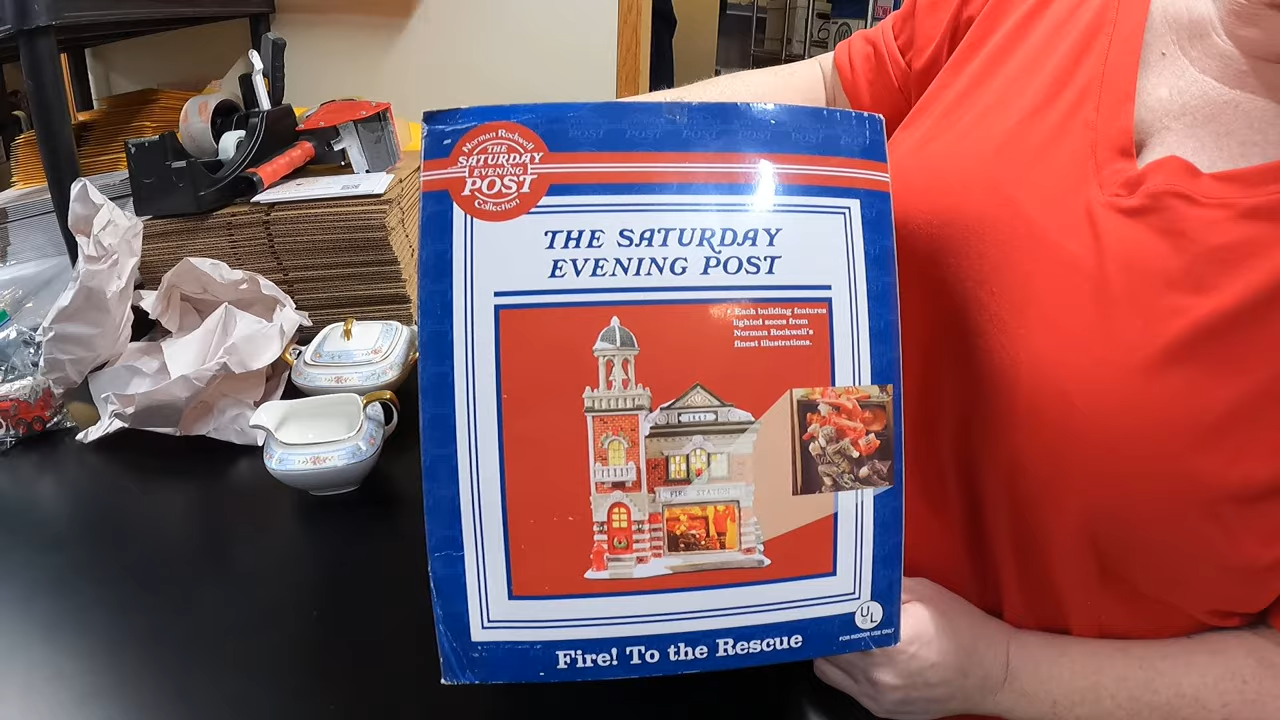 Norman Rockwell
THE
SATURDAY
EVENING
POST
Collection
THE SATURDAY
EVENING POST
Each building features
lighted scces from
Norman Rockwell's
finest illustrations.
FIRE STATION
UL
FOR INDOOR USE ONLY
Fire! To the Rescue